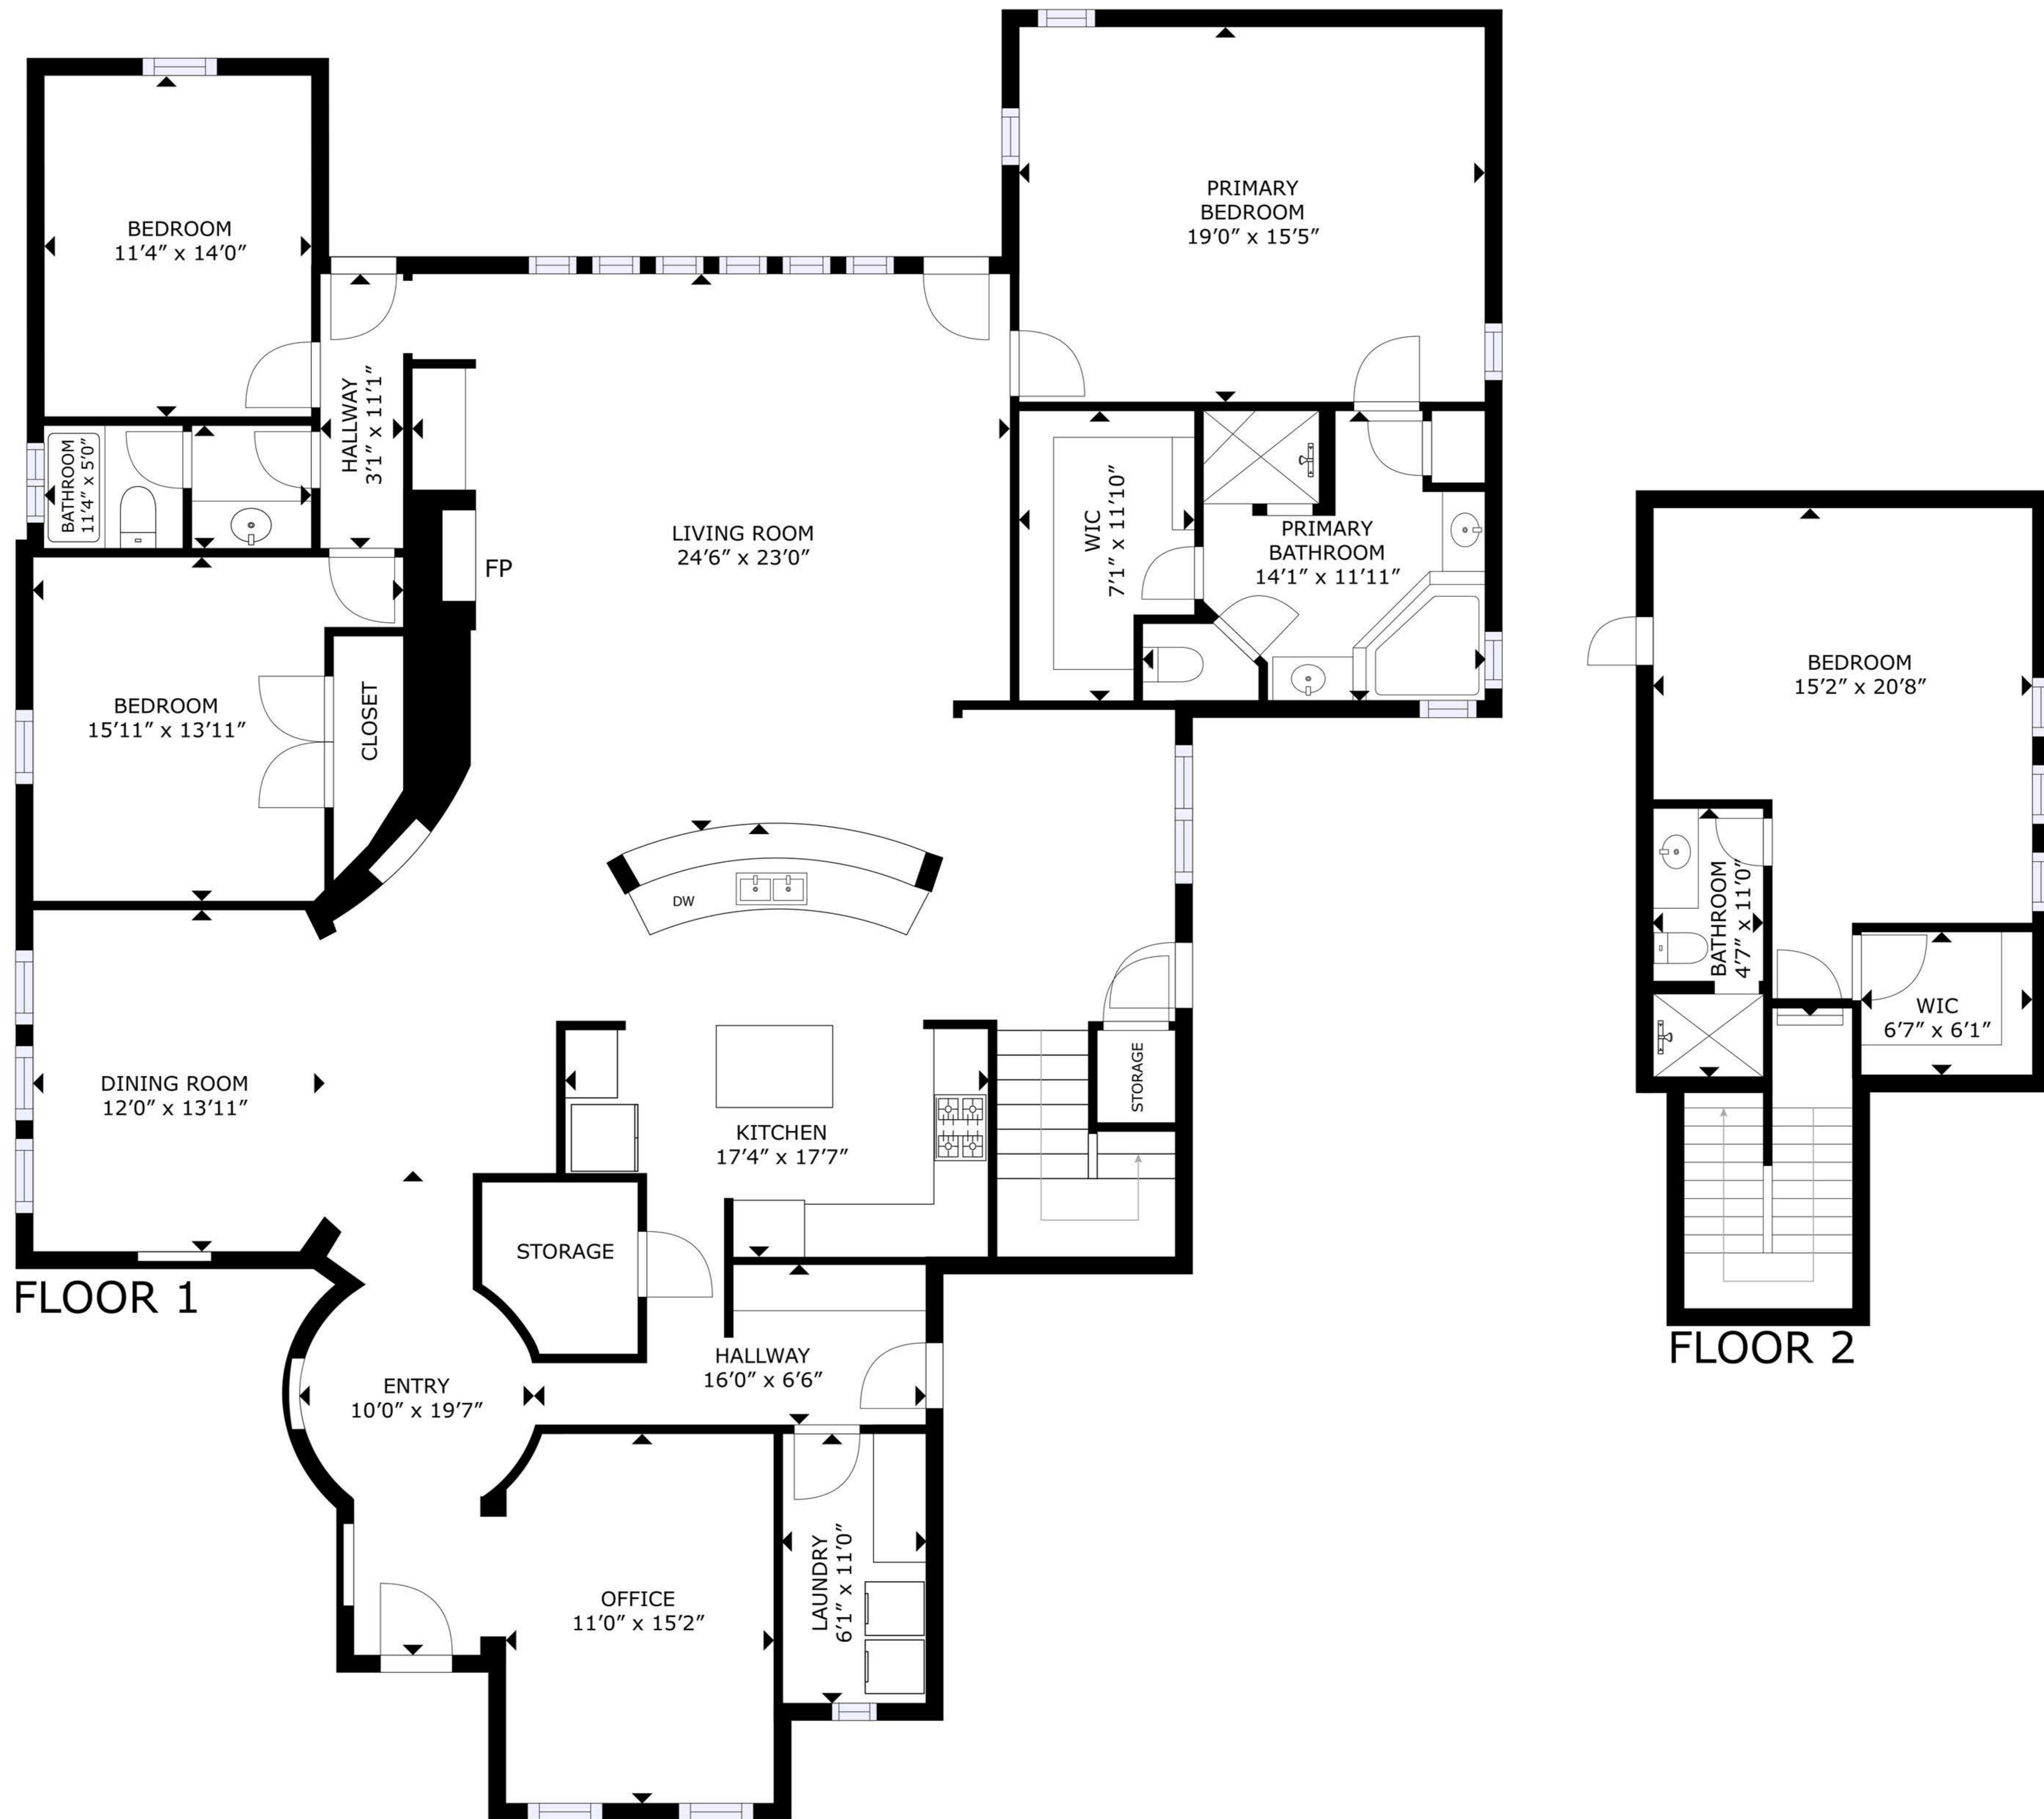 PRIMARY
BEDROOM
19'0" x 15'5"
BEDROOM
11'4" x 14'0"
HALLWAY
3'1" x 11'1"
BATHROOM
11'4" x 5'0"
LIVING ROOM
24'6" x 23'0"
FP
WIC
7'1" x 11'10"
PRIMARY
BATHROOM
14'1" x 11'11"
BEDROOM
15'11" x 13'11"
CLOSET
DW
DINING ROOM
12'0" x 13'11"
KITCHEN
17'4" x 17'7"
STORAGE
STORAGE
FLOOR 1
HALLWAY
16'0" x 6'6"
ENTRY
10'0" x 19'7"
OFFICE
11'0" x 15'2"
LAUNDRY
6'1" x 11'0"
BEDROOM
15'2" x 20'8"
BATHROOM
4'7" x 11'0"
WIC
6'7" x 6'1"
FLOOR 2